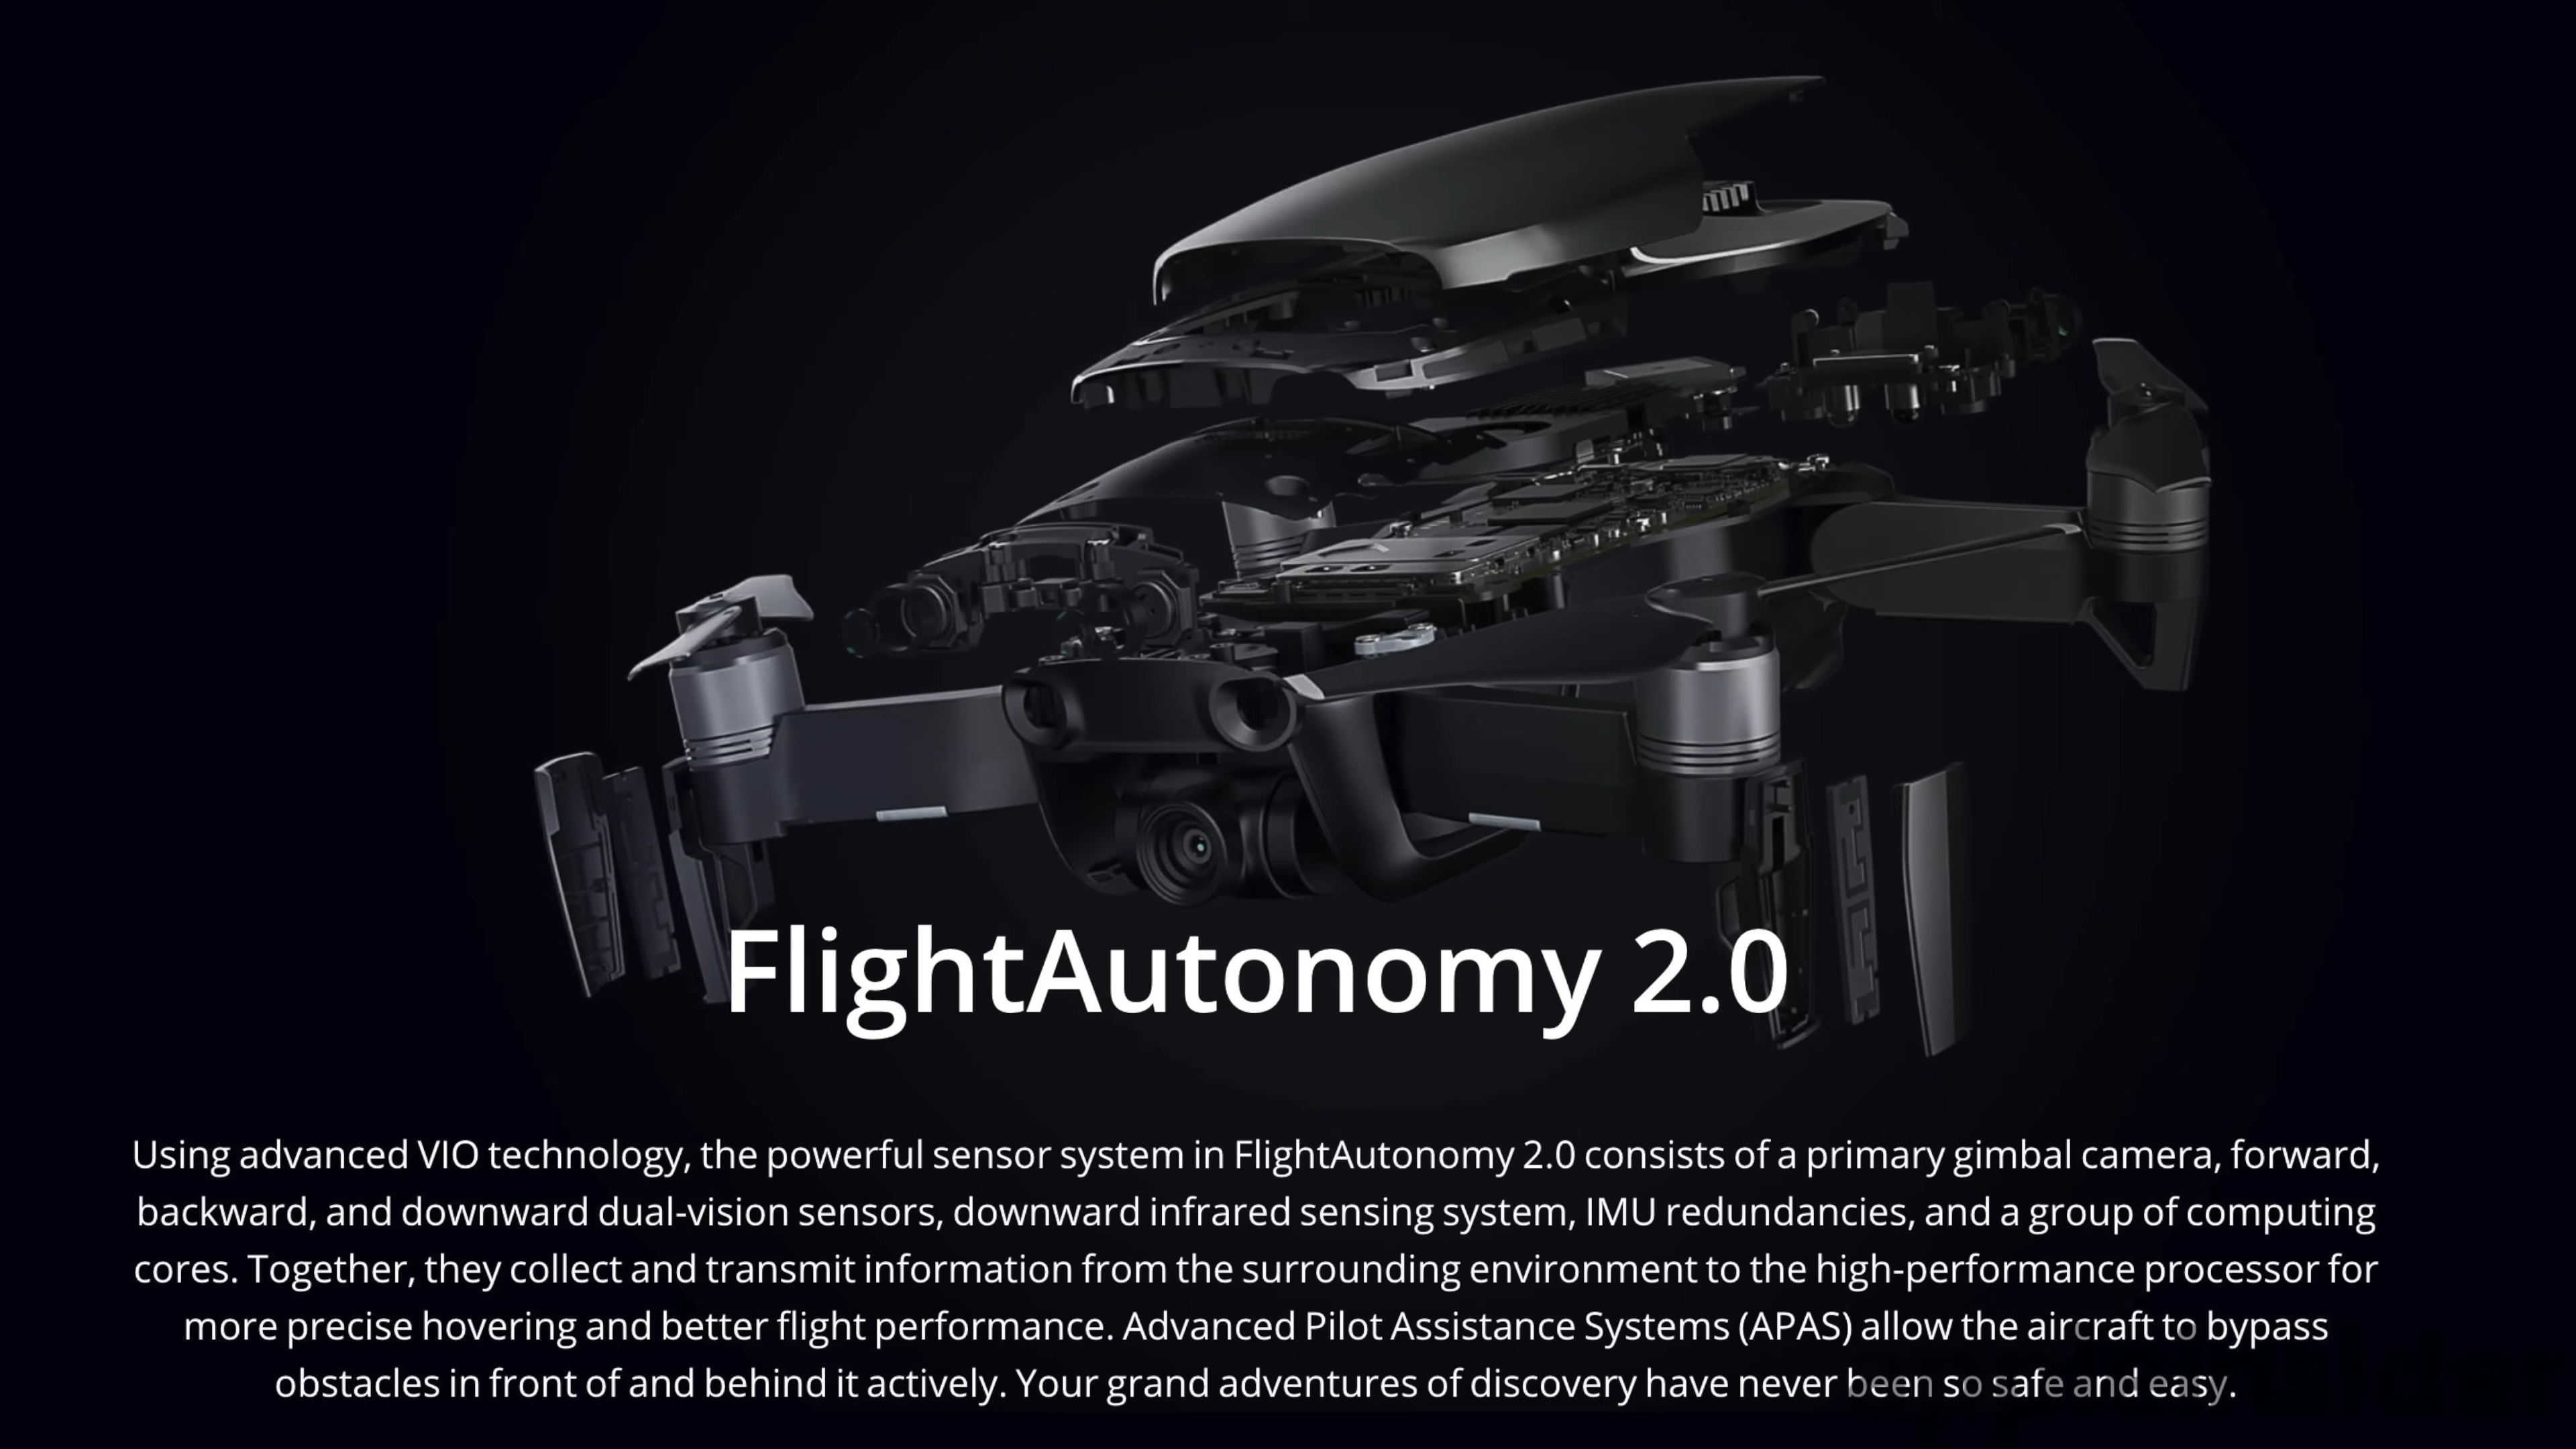 FlightAutonomy 2.0
Using advanced VIO technology, the powerful sensor system in FlightAutonomy 2.0 consists of a primary gimbal camera, forward,
backward, and downward dual-vision sensors, downward infrared sensing system, IMU redundancies, and a group of computing
cores. Together, they collect and transmit information from the surrounding environment to the high-performance processor for
more precise hovering and better flight performance. Advanced Pilot Assistance Systems (APAS) allow the aircraft to bypass
obstacles in front of and behind it actively. Your grand adventures of discovery have never been so safe and easy.